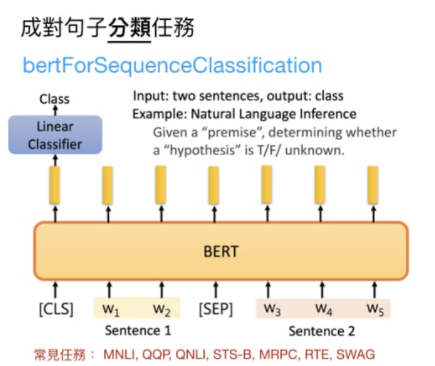 成對句子分類任務
bertForSequenceClassification
Class
Linear
Classifier
Input: two sentences, output: class
Example: Natural Language Inference
Given a “premise”, determining whether
a “hypothesis” is T/F/ unknown.
BERT
[CLS] w1 w2 [SEP] w3 w4 w5
Sentence 1 Sentence 2
常見任務： MNLI, QQP, QNLI, STS-B, MRPC, RTE, SWAG